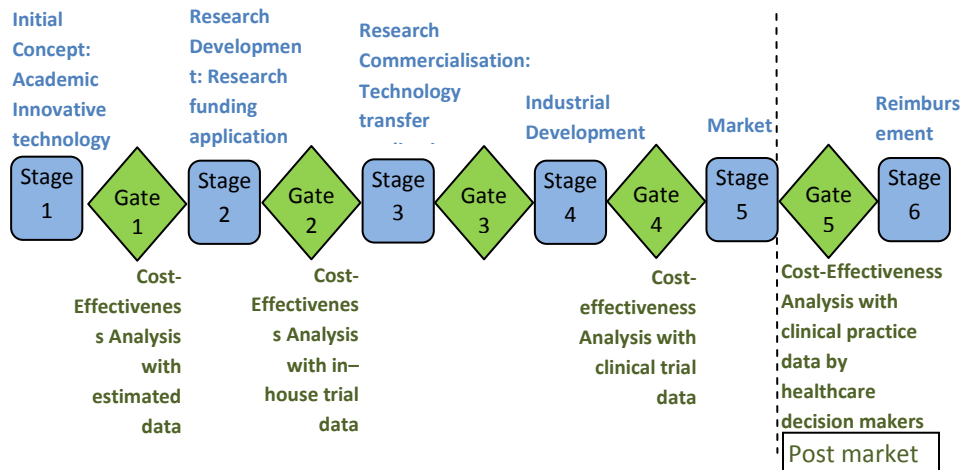 Initial
Concept:
Academic
Innovative
technology
Research
Developmen
t: Research
funding
application
Research
Commercialisation:
Technology
transfer
Industrial
Development
Market
Reimburs
ement
Stage
1
Gate
1
Stage
2
Gate
2
Stage
3
Gate
3
Stage
4
Gate
4
Stage
5
Gate
5
Stage
6
Cost-
Effectivenes
s Analysis
with
estimated
data
Cost-
Effectivenes
s Analysis
with in–
house trial
data
Cost-
effectiveness
Analysis with
clinical trial
data
Cost-Effectiveness
Analysis with
clinical practice
data by
healthcare
decision makers
Post market